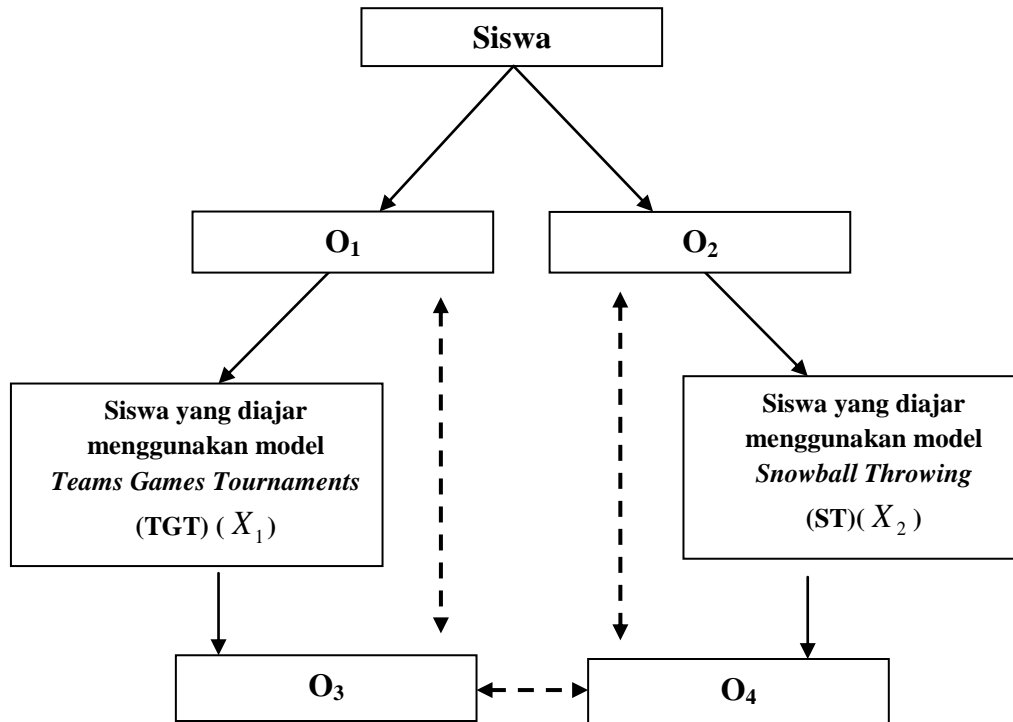 Siswa
O₁
O₂
Siswa yang diajar
menggunakan model
Teams Games Tournaments
(TGT) ( X₁)
Siswa yang diajar
menggunakan model
Snowball Throwing
(ST)( X₂ )
O₃
O₄